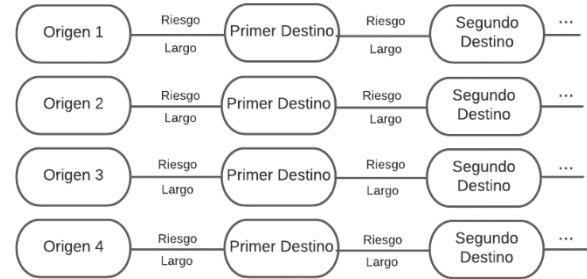 Origen 1 Riesgo Largo Primer Destino Riesgo Largo Segundo Destino ...
Origen 2 Riesgo Largo Primer Destino Riesgo Largo Segundo Destino ...
Origen 3 Riesgo Largo Primer Destino Riesgo Largo Segundo Destino ...
Origen 4 Riesgo Largo Primer Destino Riesgo Largo Segundo Destino ...